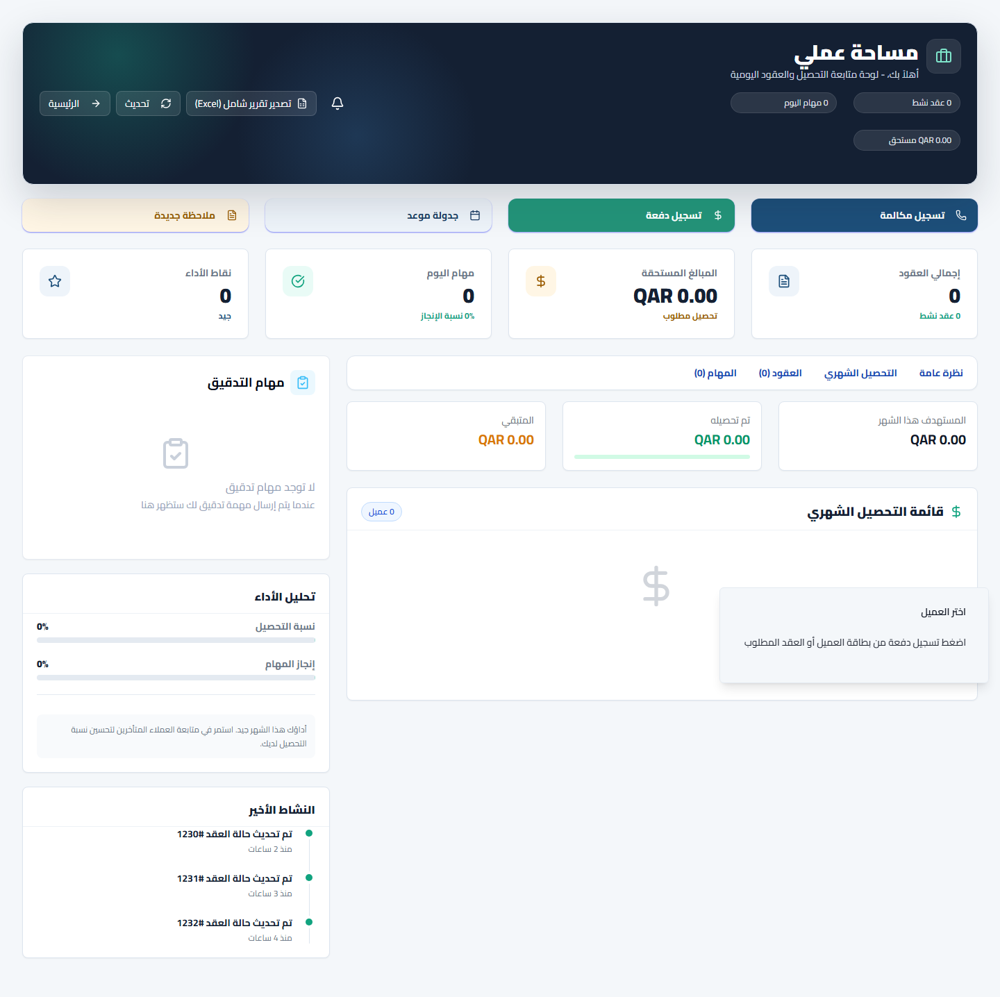 مساحة عملي
أهلاً بك، - لوحة متابعة التحصيل والعقود اليومية
0 عقد نشط
0 مهام اليوم
QAR 0.00 مستحق
تصدير تقرير شامل (Excel)
تحديث
الرئيسية
تسجيل مكالمة
تسجيل دفعة
جدولة موعد
ملاحظة جديدة
إجمالي العقود
0
0 عقد نشط
المبالغ المستحقة
QAR 0.00
تحصيل مطلوب
مهام اليوم
0
0% نسبة الإنجاز
نقاط الأداء
0
جيد
نظرة عامة
التحصيل الشهري
العقود (0)
المهام (0)
المستهدف هذا الشهر
QAR 0.00
تم تحصيله
QAR 0.00
المتبقي
QAR 0.00
قائمة التحصيل الشهري
0 عميل
اختر العميل
اضغط تسجيل دفعة من بطاقة العميل أو العقد المطلوب
مهام التدقيق
لا توجد مهام تدقيق
عندما يتم إرسال مهمة تدقيق لك ستظهر هنا
تحليل الأداء
نسبة التحصيل
0%
إنجاز المهام
0%
أداؤك هذا الشهر جيد. استمر في متابعة العملاء المتأخرين لتحسين نسبة
التحصيل لديك.
النشاط الأخير
تم تحديث حالة العقد #1230
منذ 2 ساعات
تم تحديث حالة العقد #1231
منذ 3 ساعات
تم تحديث حالة العقد #1232
منذ 4 ساعات